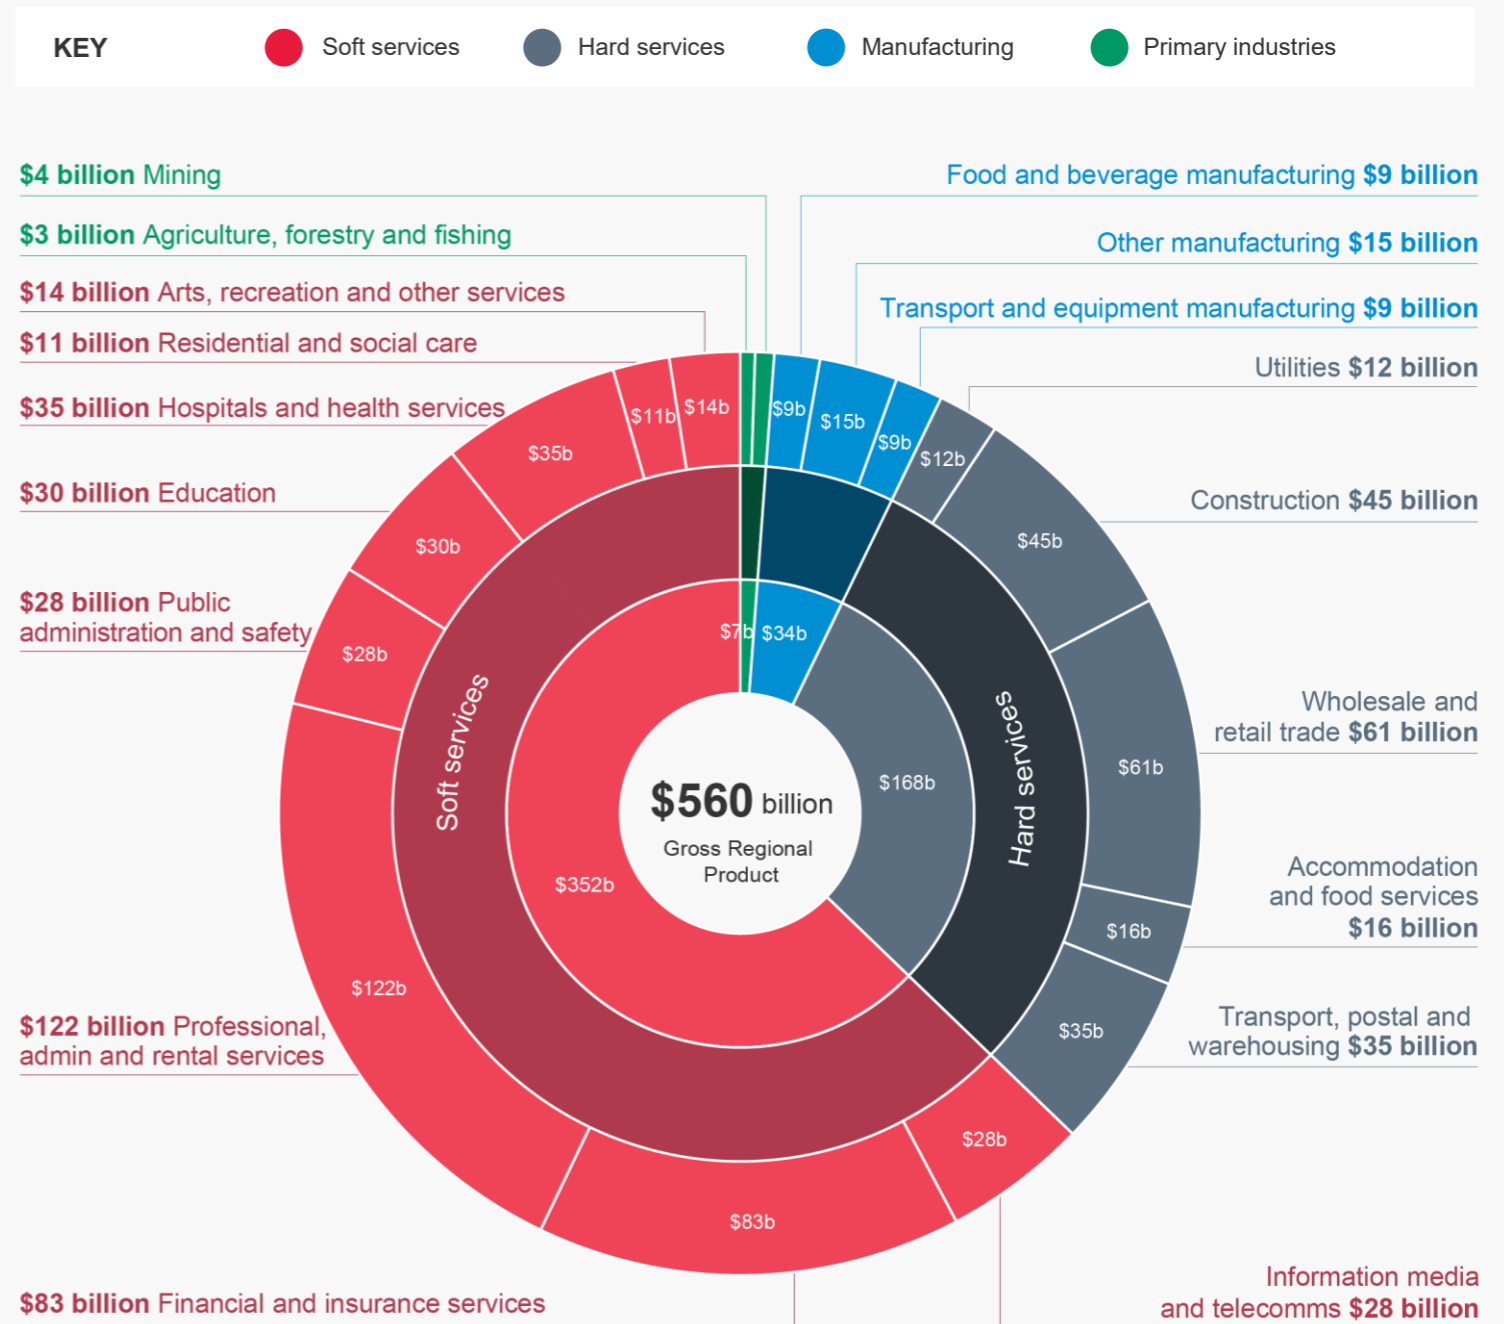 KEY
Soft services
Hard services
Manufacturing
Primary industries
$4 billion Mining
$3 billion Agriculture, forestry and fishing
$14 billion Arts, recreation and other services
$11 billion Residential and social care
$35 billion Hospitals and health services
$30 billion Education
$28 billion Public
administration and safety
$122 billion Professional,
admin and rental services
$83 billion Financial and insurance services
Food and beverage manufacturing $9 billion
Other manufacturing $15 billion
Transport and equipment manufacturing $9 billion
Utilities $12 billion
Construction $45 billion
Wholesale and
retail trade $61 billion
Accommodation
and food services
$16 billion
Transport, postal and
warehousing $35 billion
Information media
and telecomms $28 billion
$11b
$14b
$9b
$15b
$9b
$12b
$35b
$45b
$30b
$28b
$61b
$16b
$35b
$122b
$28b
$83b
Soft services
Hard services
$7b
$34b
$168b
$352b
$560 billion
Gross Regional
Product